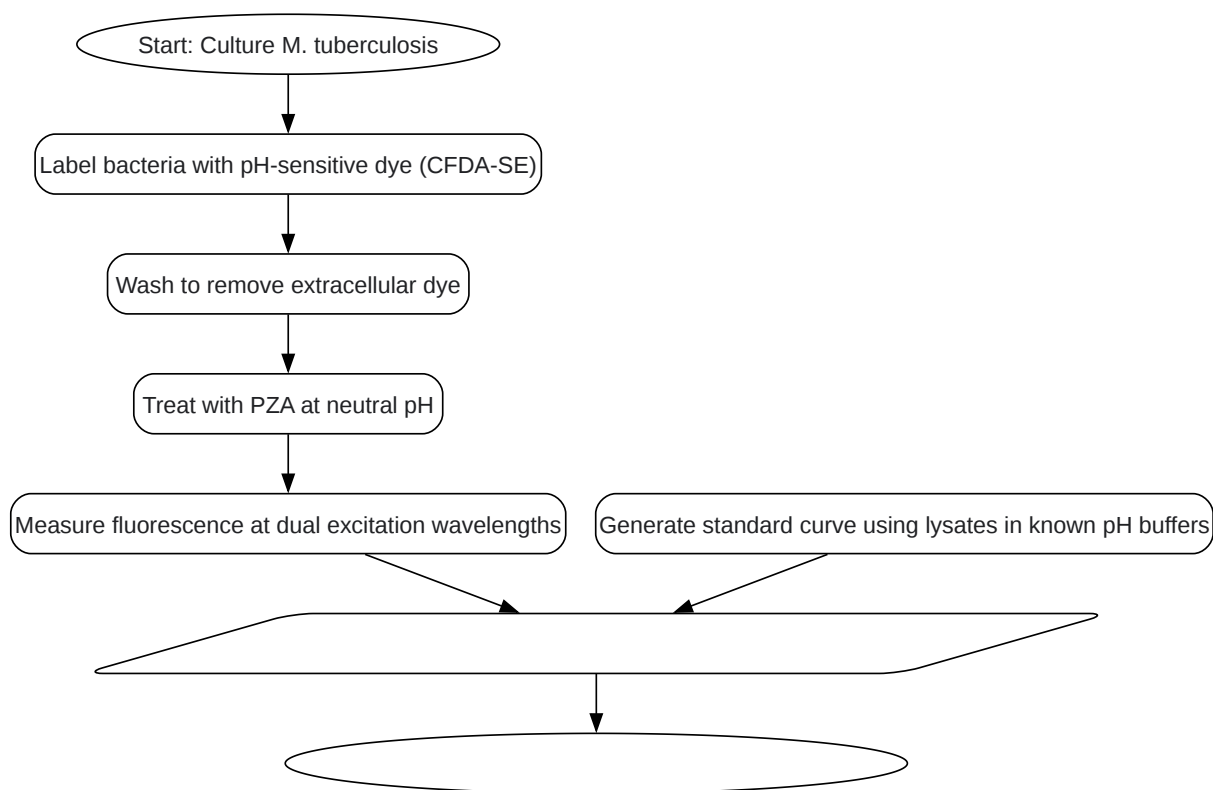 Start: Culture M. tuberculosis
Label bacteria with pH-sensitive dye (CFDA-SE)
Wash to remove extracellular dye
Treat with PZA at neutral pH
Measure fluorescence at dual excitation wavelengths
Generate standard curve using lysates in known pH buffers